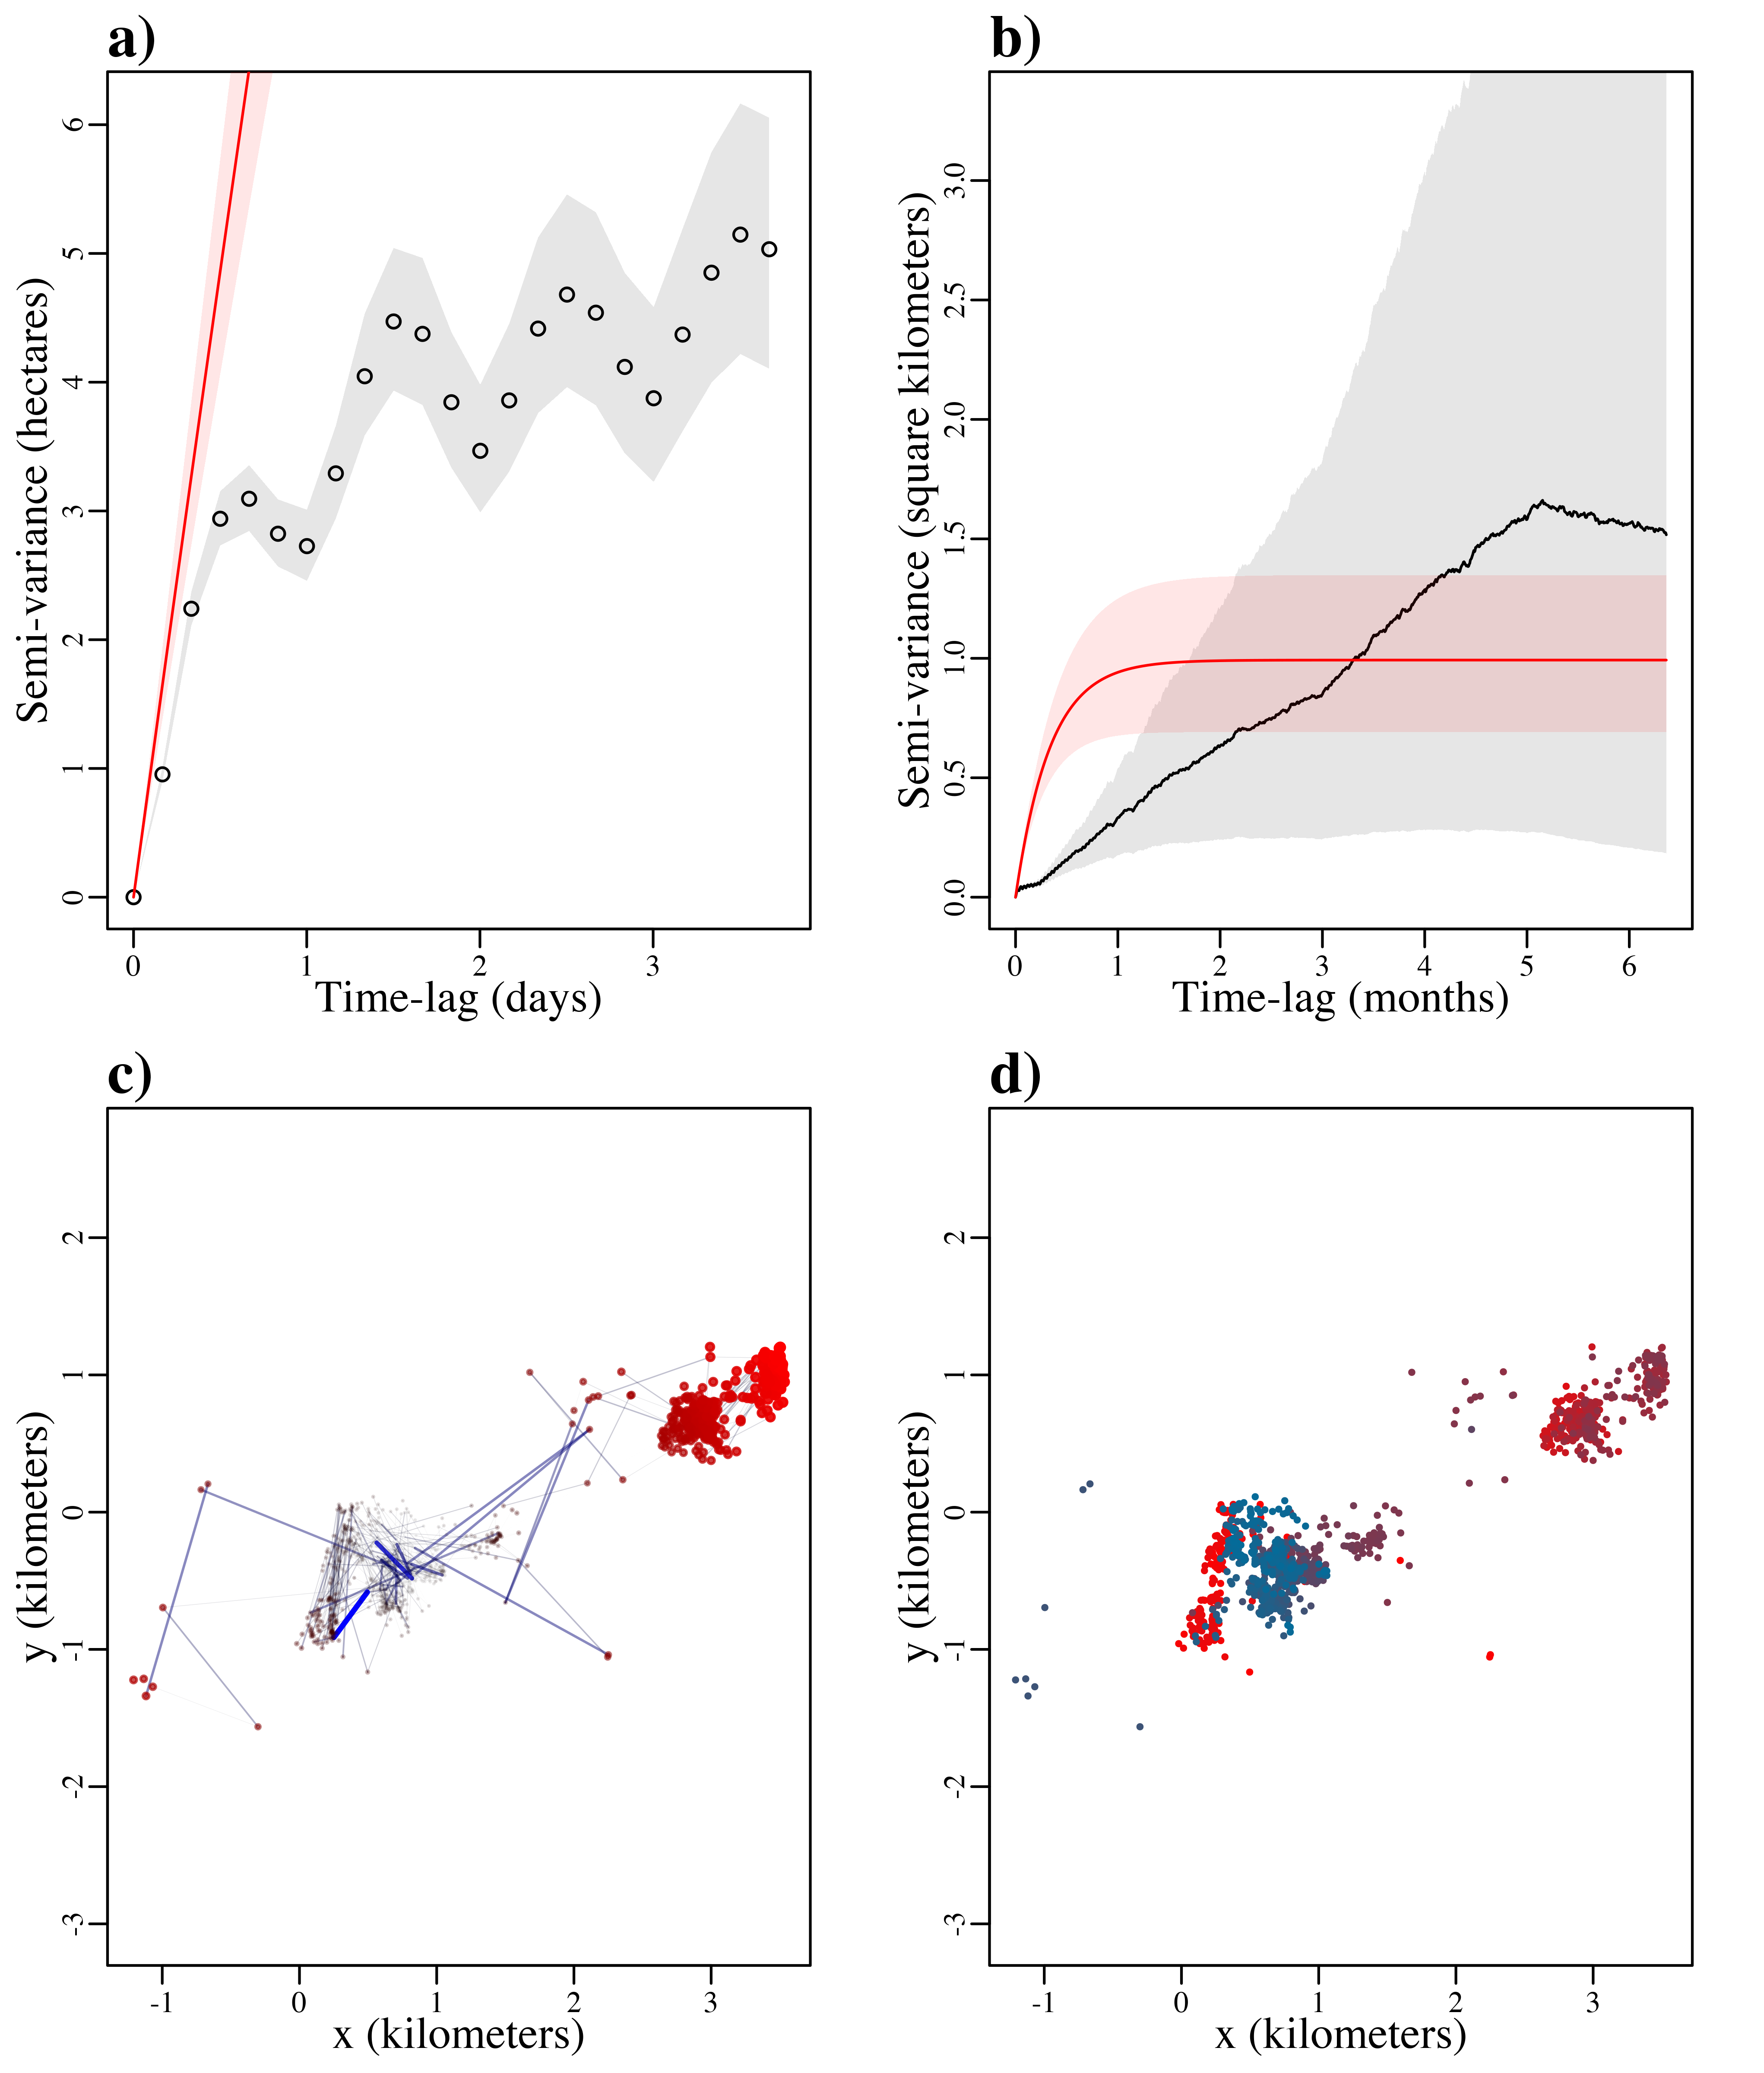 a)
Semi-variance (hectares)
0 1 2 3 4 5 6
0 1 2 3
Time-lag (days)
b)
Semi-variance (square kilometers)
0.0 0.5 1.0 1.5 2.0 2.5 3.0
0 1 2 3 4 5 6
Time-lag (months)
c)
y (kilometers)
-3 -2 -1 0 1 2
-1 0 1 2 3
x (kilometers)
d)
y (kilometers)
-3 -2 -1 0 1 2
-1 0 1 2 3
x (kilometers)